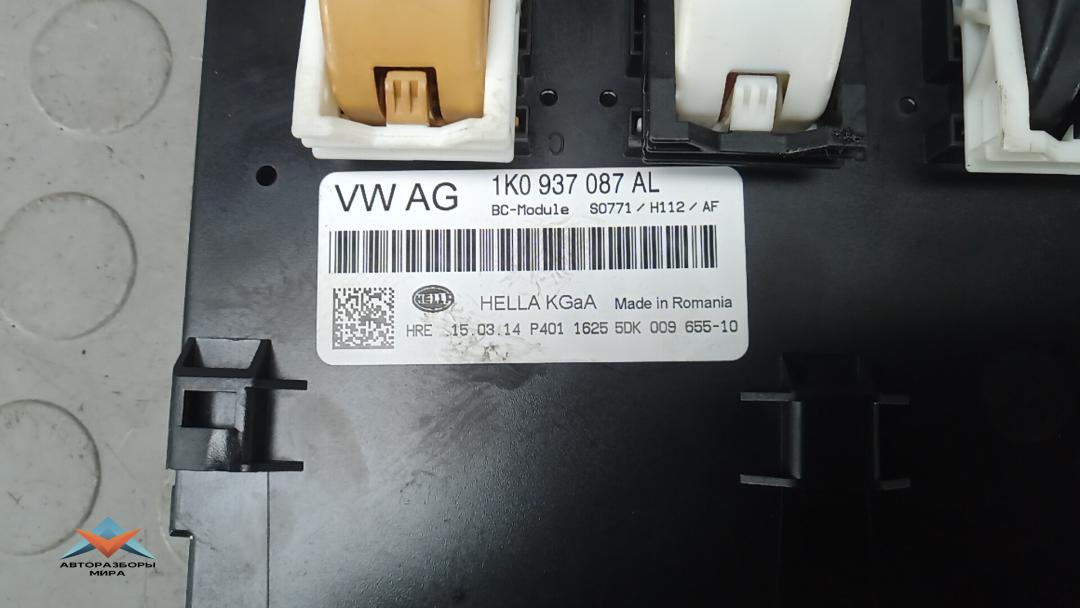 VW AG
1K0 937 087 AL
BC-Module S0771 / H112 / AF
HELLA
HELLA KGaA Made in Romania
HRE 15.03.14 P401 1625 5DK 009 655-10
АВТОРАЗБОРЫ
МИРА